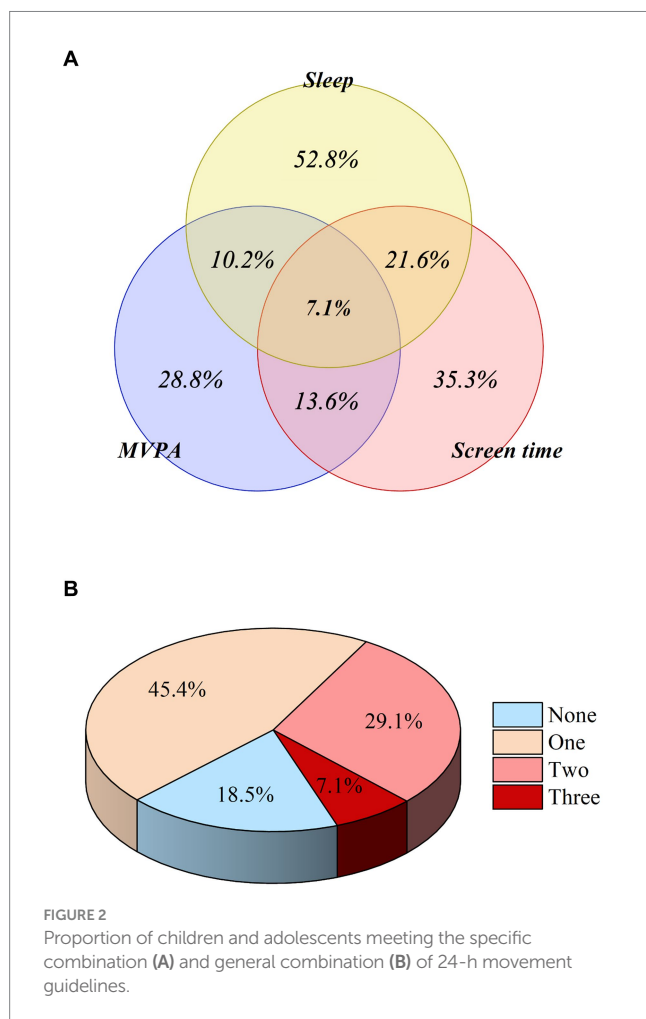 A
Sleep
52.8%
10.2%
21.6%
7.1%
28.8%
13.6%
35.3%
MVPA
Screen time
B
45.4%
29.1%
18.5%
7.1%
None
One
Two
Three
FIGURE 2
Proportion of children and adolescents meeting the specific
combination (A) and general combination (B) of 24-h movement
guidelines.